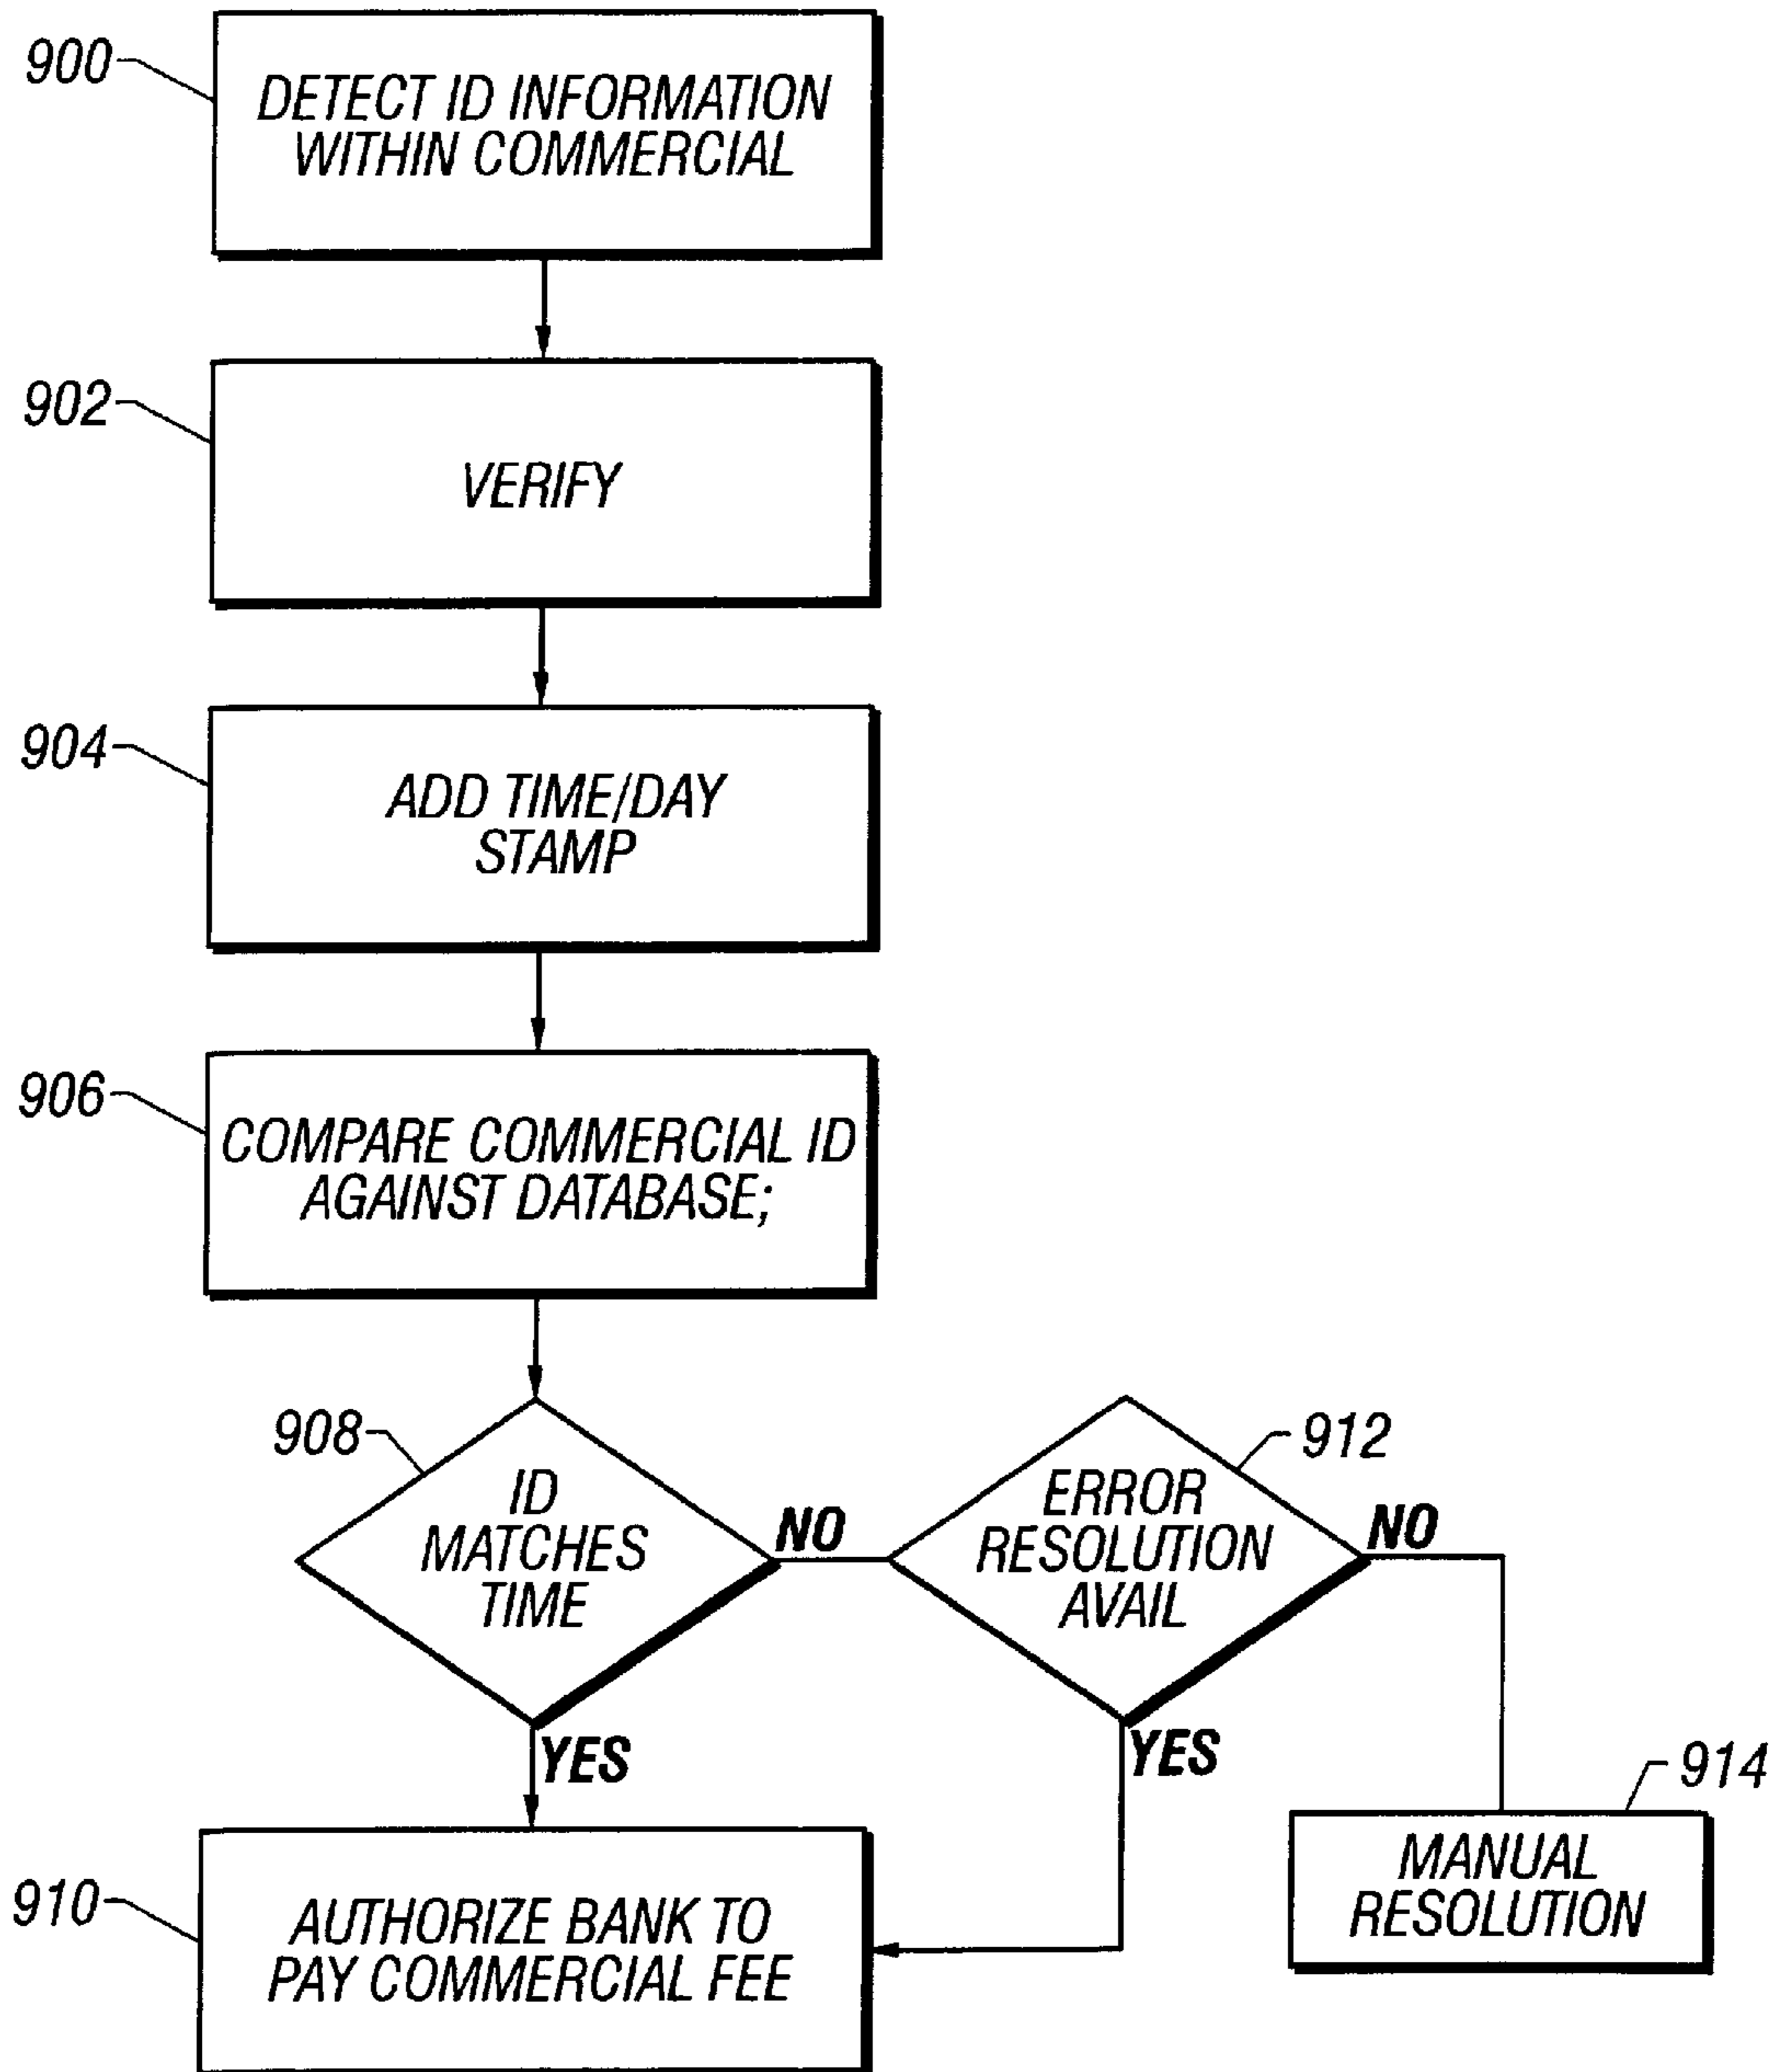 900
DETECT ID INFORMATION
WITHIN COMMERCIAL
902
VERIFY
904
ADD TIME/DAY
STAMP
906
COMPARE COMMERCIAL ID
AGAINST DATABASE;
908
ID
MATCHES
TIME
NO
YES
912
ERROR
RESOLUTION
AVAIL
NO
YES
914
MANUAL
RESOLUTION
910
AUTHORIZE BANK TO
PAY COMMERCIAL FEE